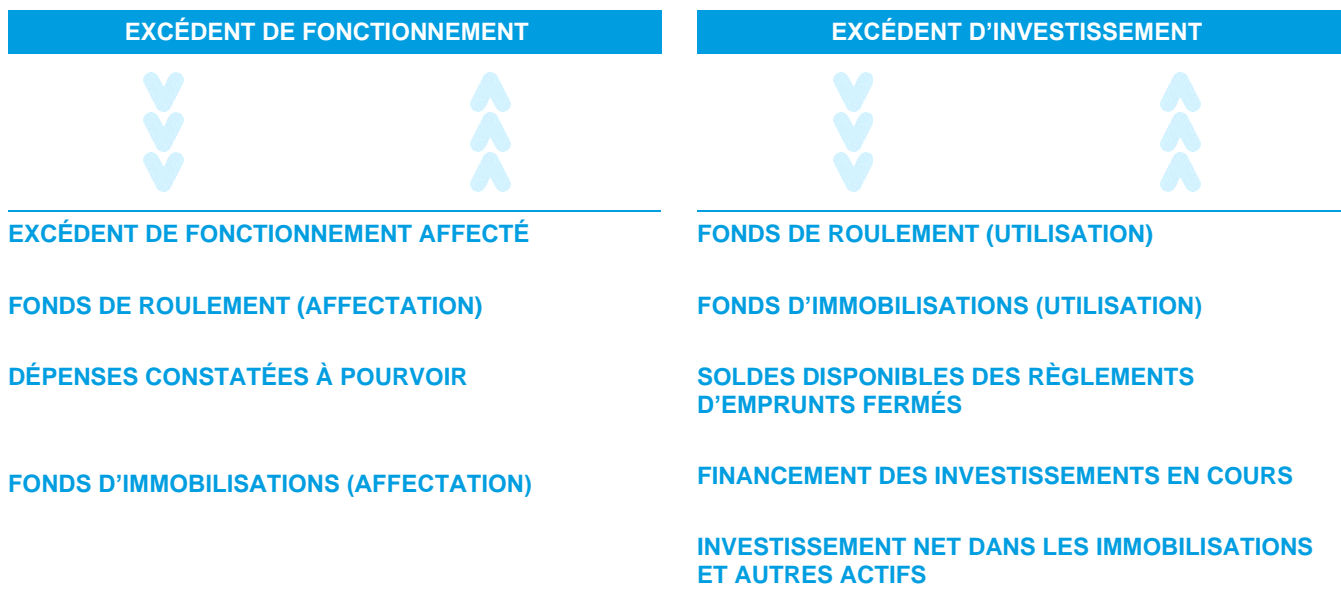 EXCÉDENT DE FONCTIONNEMENT
EXCÉDENT DE FONCTIONNEMENT AFFECTÉ
FONDS DE ROULEMENT (AFFECTATION)
DÉPENSES CONSTATÉES À POURVOIR
FONDS D’IMMOBILISATIONS (AFFECTATION)
EXCÉDENT D’INVESTISSEMENT
FONDS DE ROULEMENT (UTILISATION)
FONDS D’IMMOBILISATIONS (UTILISATION)
SOLDES DISPONIBLES DES RÈGLEMENTS
D’EMPRUNTS FERMÉS
FINANCEMENT DES INVESTISSEMENTS EN COURS
INVESTISSEMENT NET DANS LES IMMOBILISATIONS
ET AUTRES ACTIFS